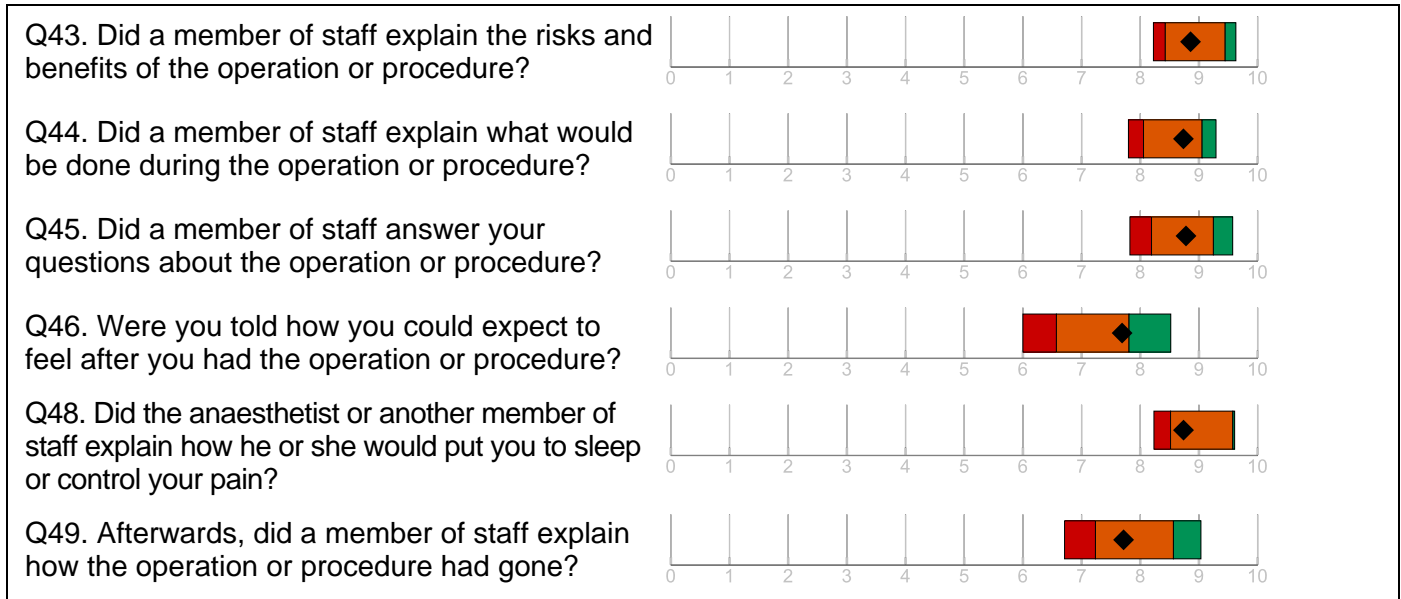 Q43. Did a member of staff explain the risks and
benefits of the operation or procedure?
0 1 2 3 4 5 6 7 8 9 10
Q44. Did a member of staff explain what would
be done during the operation or procedure?
0 1 2 3 4 5 6 7 8 9 10
Q45. Did a member of staff answer your
questions about the operation or procedure?
0 1 2 3 4 5 6 7 8 9 10
Q46. Were you told how you could expect to
feel after you had the operation or procedure?
0 1 2 3 4 5 6 7 8 9 10
Q48. Did the anaesthetist or another member of
staff explain how he or she would put you to sleep
or control your pain?
0 1 2 3 4 5 6 7 8 9 10
Q49. Afterwards, did a member of staff explain
how the operation or procedure had gone?
0 1 2 3 4 5 6 7 8 9 10